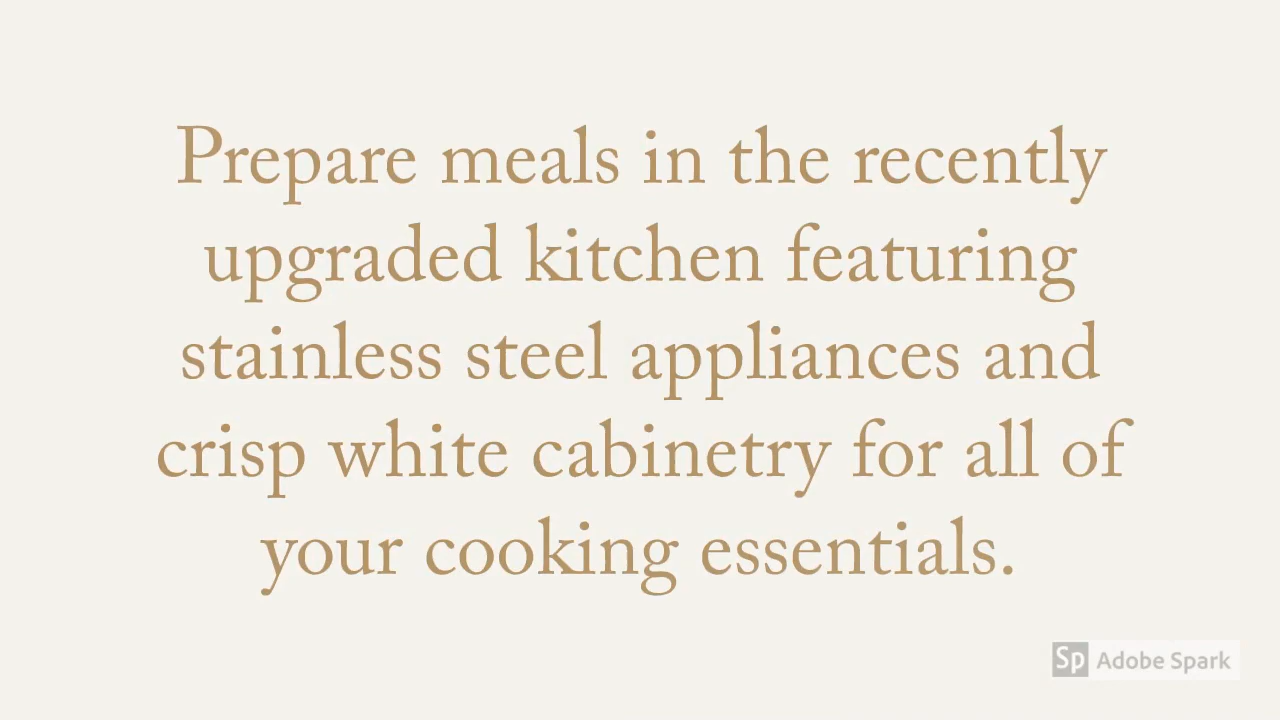 Prepare meals in the recently
upgraded kitchen featuring
stainless steel appliances and
crisp white cabinetry for all of
your cooking essentials.
Sp Adobe Spark